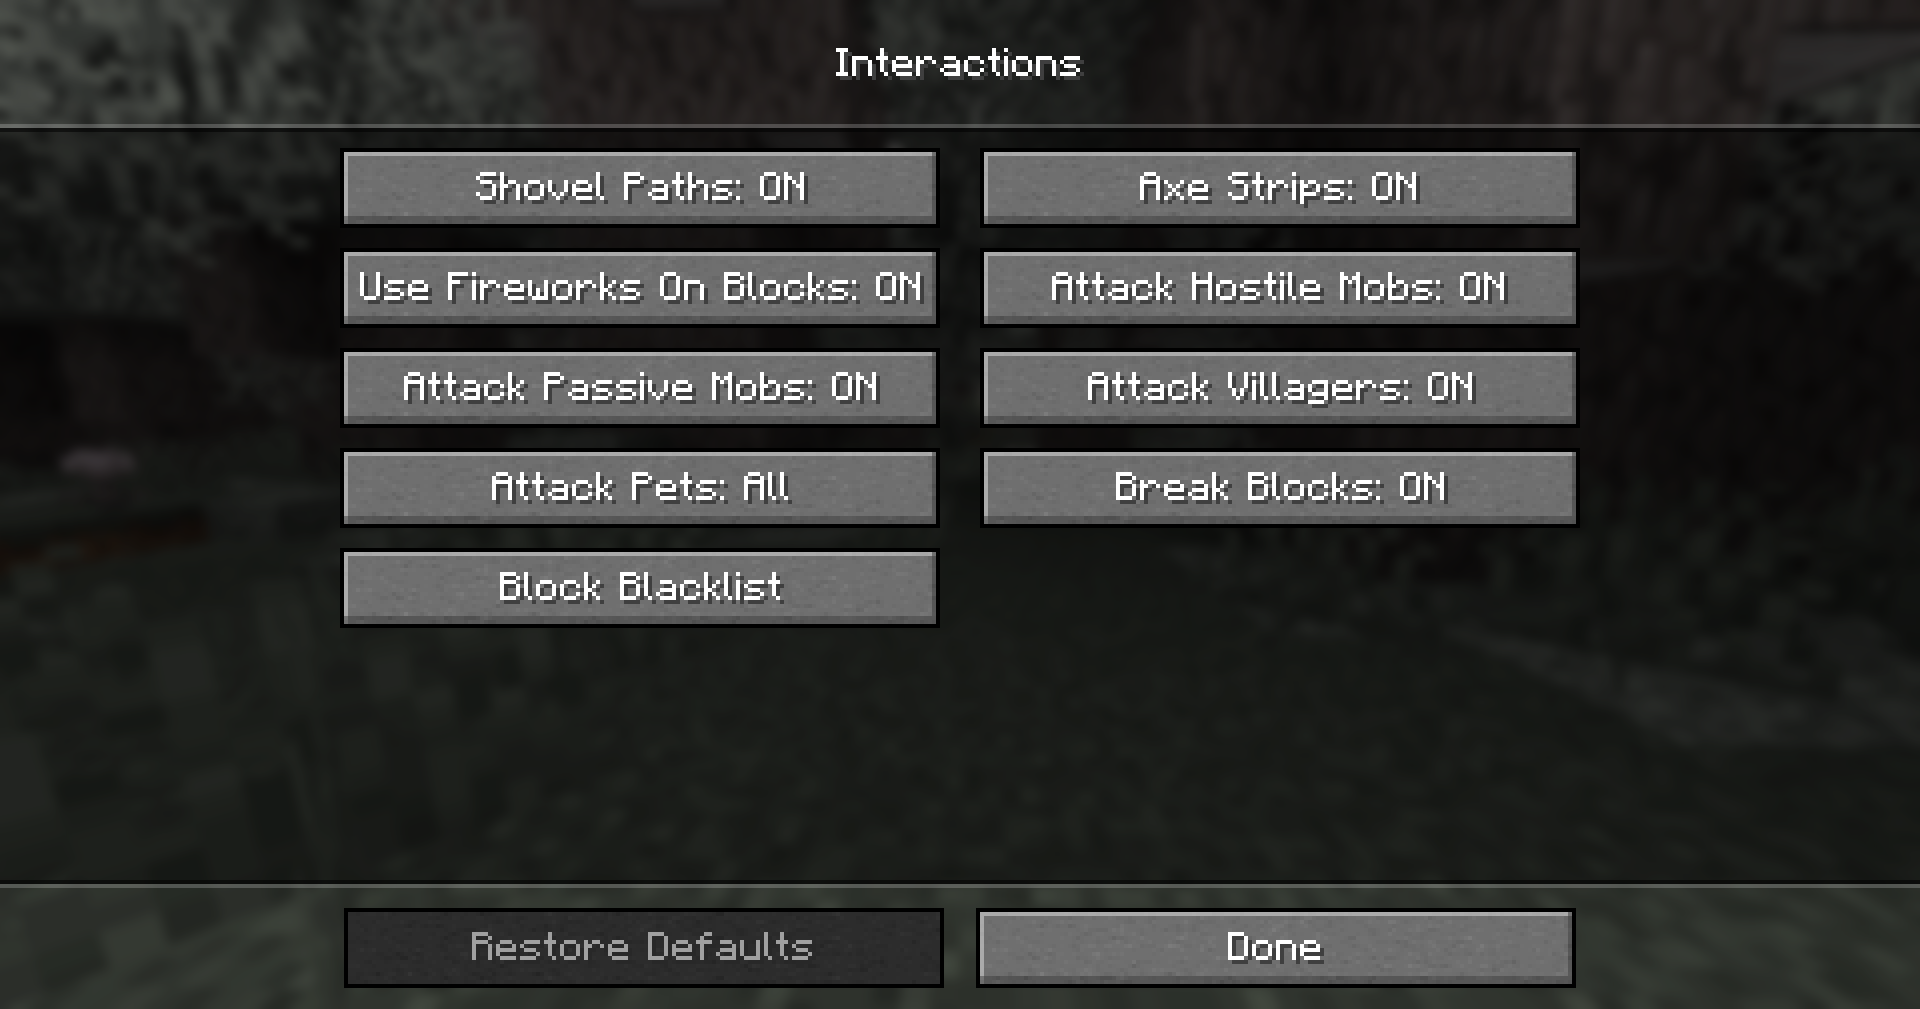 Interactions
Shovel Paths: ON
Axe Strips: ON
Use Fireworks On Blocks: ON
Attack Hostile Mobs: ON
Attack Passive Mobs: ON
Attack Villagers: ON
Attack Pets: All
Break Blocks: ON
Block Blacklist
Restore Defaults
Done